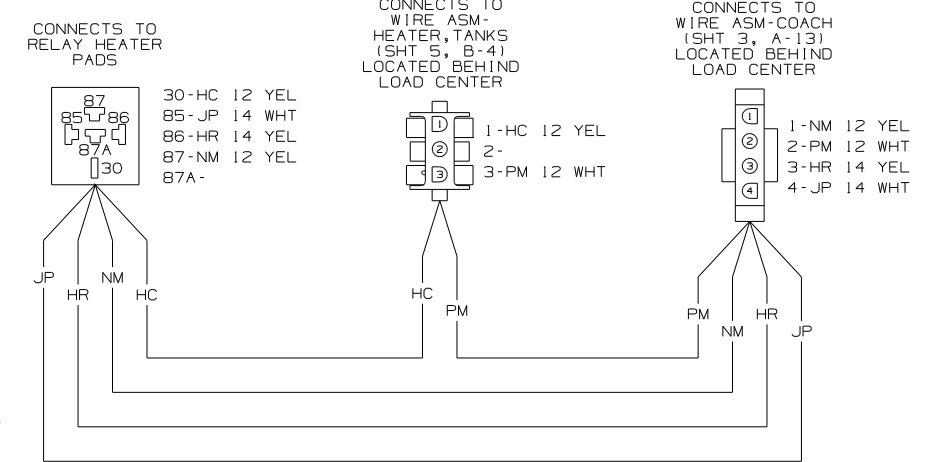 CONNECTS TO
RELAY HEATER
PADS
87
85
86
87A
30
30-HC 12 YEL
85-JP 14 WHT
86-HR 14 YEL
87-NM 12 YEL
87A-
CONNECTS TO
WIRE ASM-
HEATER,TANKS
(SHT 5, B-4)
LOCATED BEHIND
LOAD CENTER
1
2
3
1-HC 12 YEL
2-
3-PM 12 WHT
CONNECTS TO
WIRE ASM-COACH
(SHT 3, A-13)
LOCATED BEHIND
LOAD CENTER
1
2
3
4
1-NM 12 YEL
2-PM 12 WHT
3-HR 14 YEL
4-JP 14 WHT
JP
HR
NM
HC
HC
PM
PM
NM
HR
JP